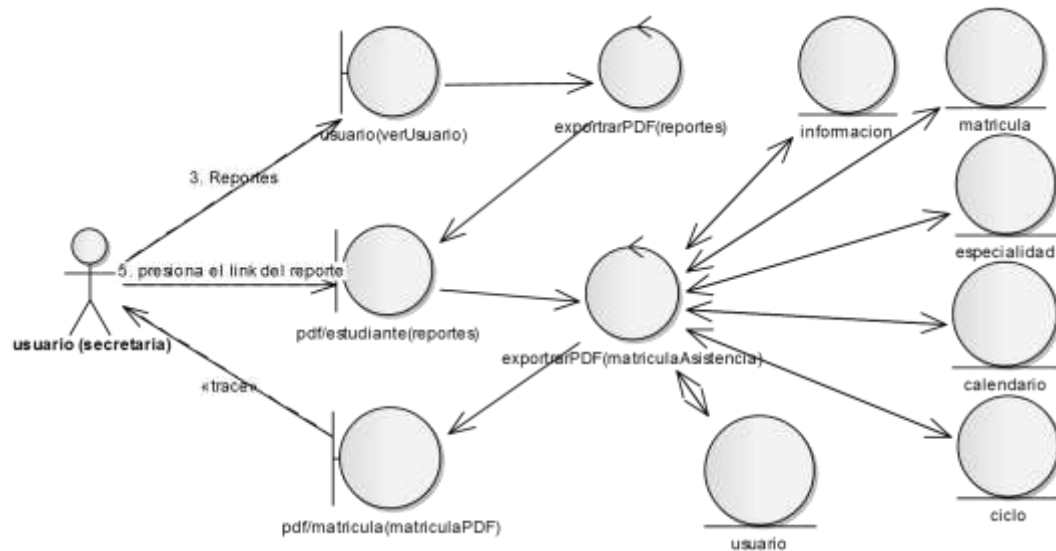 usuario(verUsuario)
exportrarPDF(reportes)
informacion
matricula
3. Reportes
especialidad
5. presiona el link del reporte
pdf/estudiante(reportes)
usuario (secretaria)
exportrarPDF(matriculaAsistencia)
«trace»
calendario
pdf/matricula(matriculaPDF)
usuario
ciclo